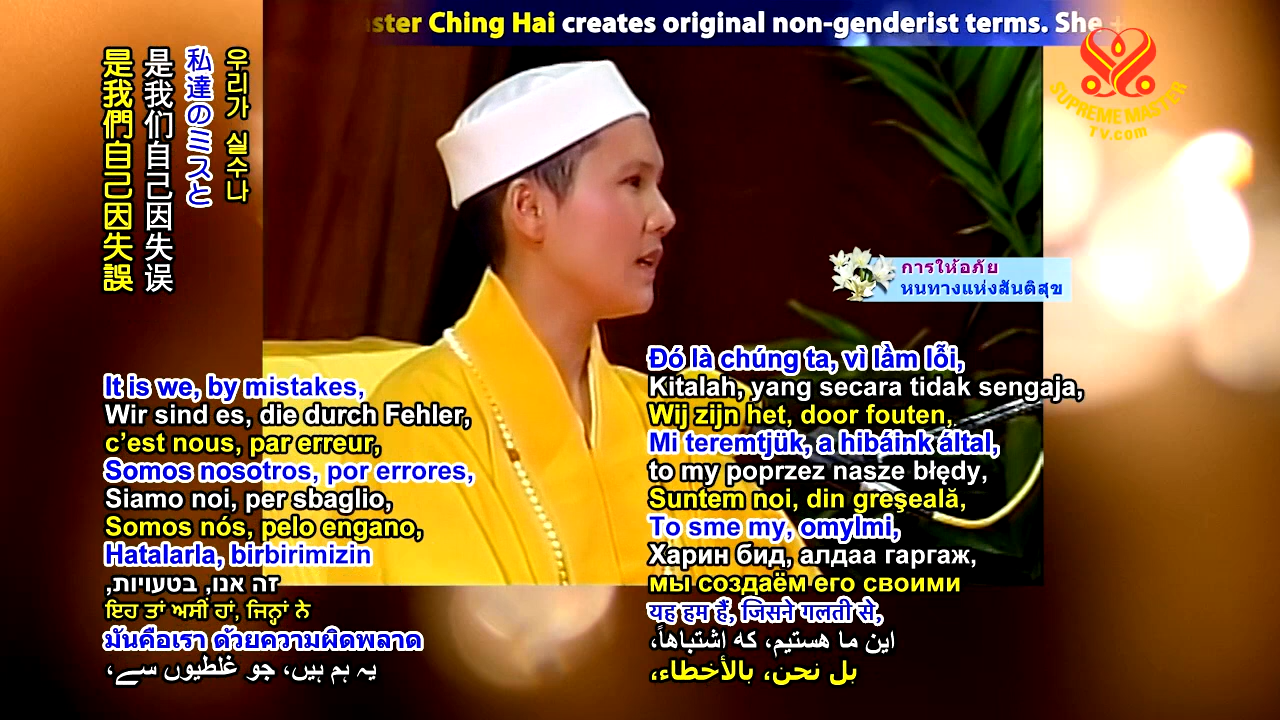 ster Ching Hai creates original non-genderist terms. She
SUPREME MASTER
TV.com
우리가 실수나
私達のミスと
是我们自己因失误
是我們自己因失誤
การให้อภัย
หนทางแห่งสันติสุข
It is we, by mistakes,
Wir sind es, die durch Fehler,
c’est nous, par erreur,
Somos nosotros, por errores,
Siamo noi, per sbaglio,
Somos nós, pelo engano,
Hatalarla, birbirimizin
זה אנו, בטעויות,
ਇਹ ਤਾਂ ਅਸੀਂ ਹਾਂ, ਜਿਨ੍ਹਾਂ ਨੇ
มันคือเรา ด้วยความผิดพลาด
یہ ہم ہیں، جو غلطیوں سے،
Đó là chúng ta, vì lầm lỗi,
Kitalah, yang secara tidak sengaja,
Wij zijn het, door fouten,
Mi teremtjük, a hibáink által,
to my poprzez nasze błędy,
Suntem noi, din greşeală,
To sme my, omylmi,
Харин бид, алдаа гаргаж,
мы создаём его своими
यह हम हैं, जिसने गलती से,
این ما هستیم، که اشتباهاً،
بل نحن، بالأخطاء،